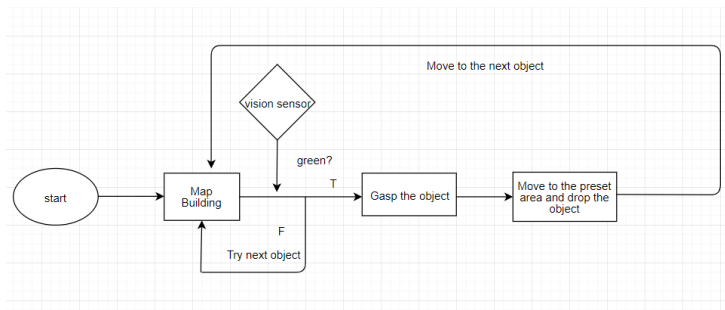 Move to the next object
vision sensor
green?
start
Map
Building
T
Gasp the object
Move to the preset
area and drop the
object
F
Try next object